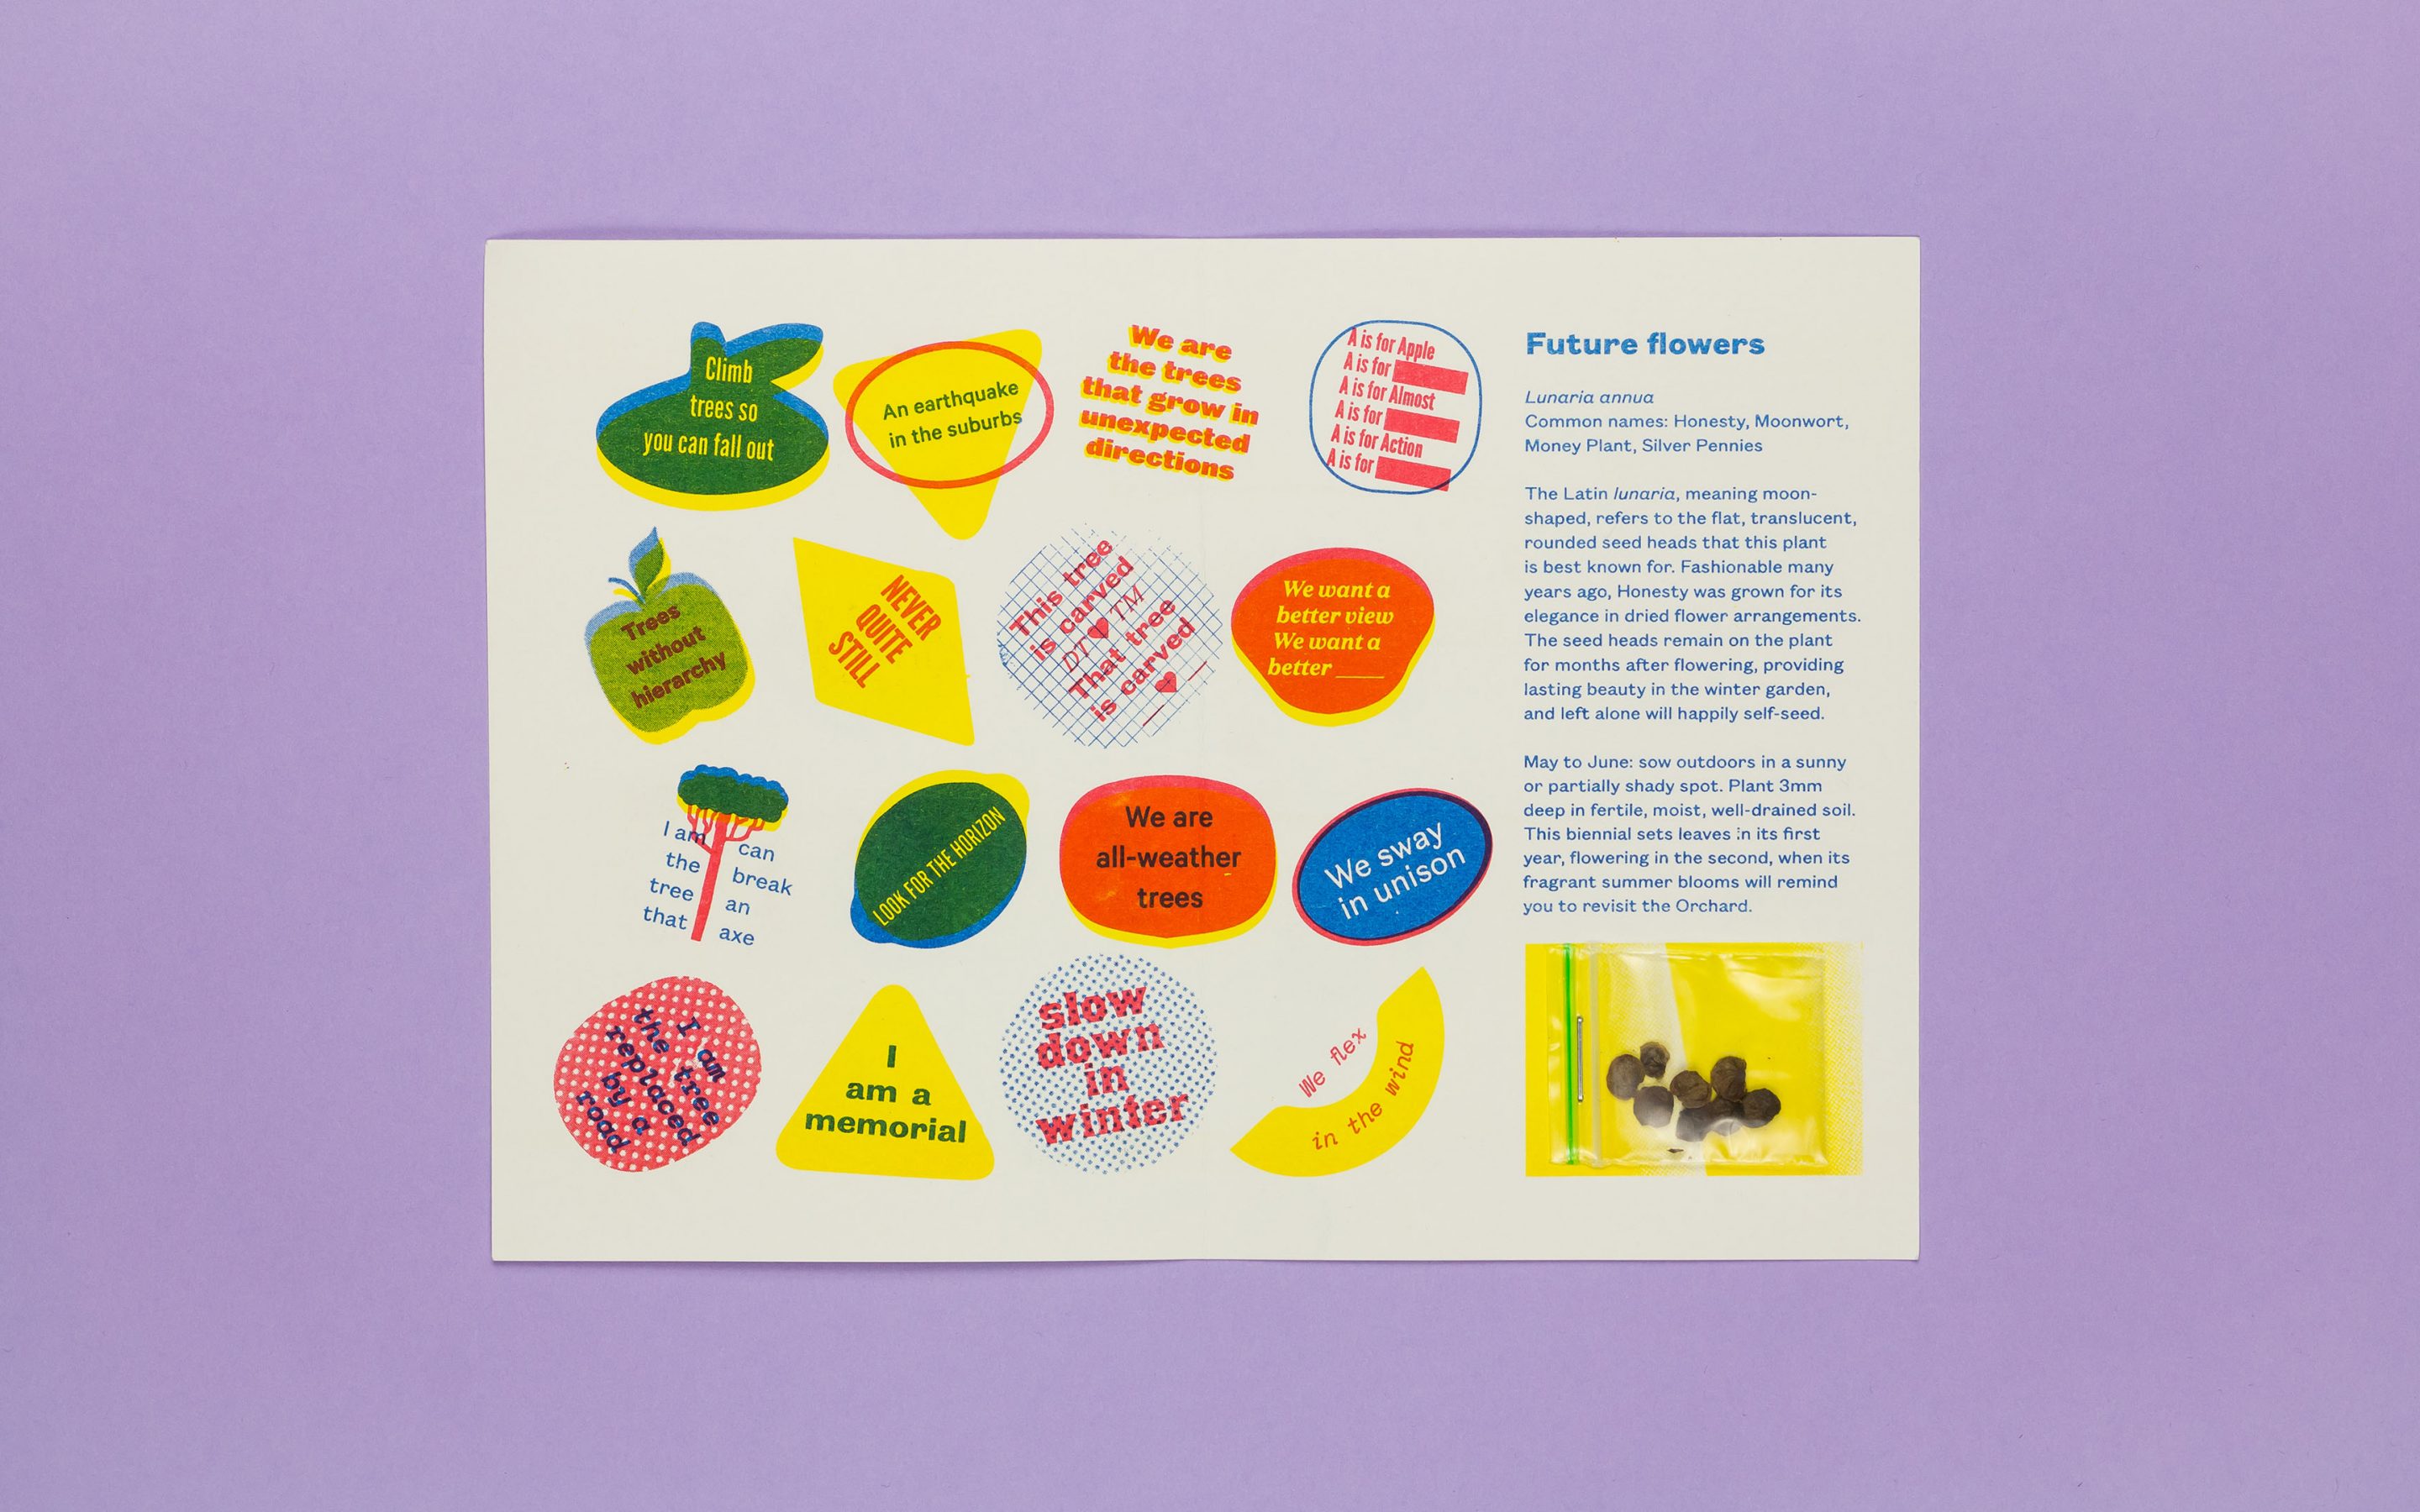 Climb
trees so
you can fall out
An earthquake
in the suburbs
We are
the trees
that grow in
unexpected
directions
A is for Apple
A is for
A is for Almost
A is for
A is for Action
A is for
Trees
without
hierarchy
NEVER
QUITE
STILL
This tree
is carved
DT ♥ TM
That tree
is carved
__ ♥ __
We want a
better view
We want a
better ____
I am
the
tree
that
can
break
an
axe
LOOK FOR THE HORIZON
We are
all-weather
trees
We sway
in unison
I am
the tree
replaced
by a
road
I
am a
memorial
slow
down
in
winter
We flex
in the wind
Future flowers
Lunaria annua
Common names: Honesty, Moonwort,
Money Plant, Silver Pennies
The Latin lunaria, meaning moon-
shaped, refers to the flat, translucent,
rounded seed heads that this plant
is best known for. Fashionable many
years ago, Honesty was grown for its
elegance in dried flower arrangements.
The seed heads remain on the plant
for months after flowering, providing
lasting beauty in the winter garden,
and left alone will happily self-seed.
May to June: sow outdoors in a sunny
or partially shady spot. Plant 3mm
deep in fertile, moist, well-drained soil.
This biennial sets leaves in its first
year, flowering in the second, when its
fragrant summer blooms will remind
you to revisit the Orchard.